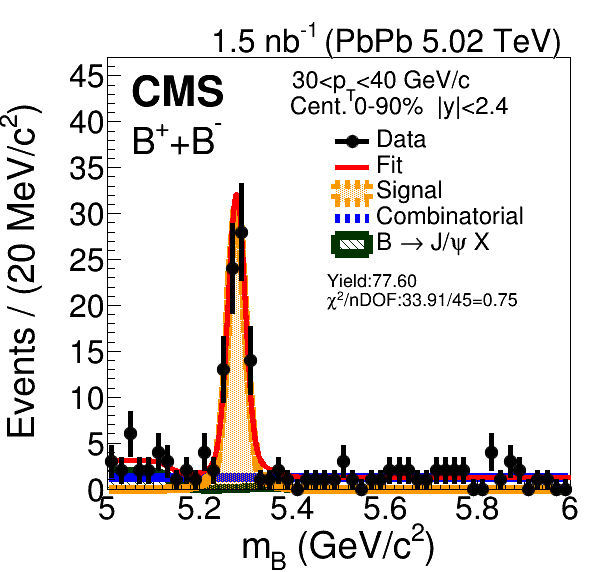 1.5 nb⁻¹ (PbPb 5.02 TeV)
CMS
B⁺+B⁻
30<p_T<40 GeV/c
Cent. 0-90% |y|<2.4
Data
Fit
Signal
Combinatorial
B → J/ψ X
Yield:77.60
χ²/nDOF:33.91/45=0.75
Events / (20 MeV/c²)
45
40
35
30
25
20
15
10
5
0
5 5.2 5.4 5.6 5.8 6
m_B (GeV/c²)